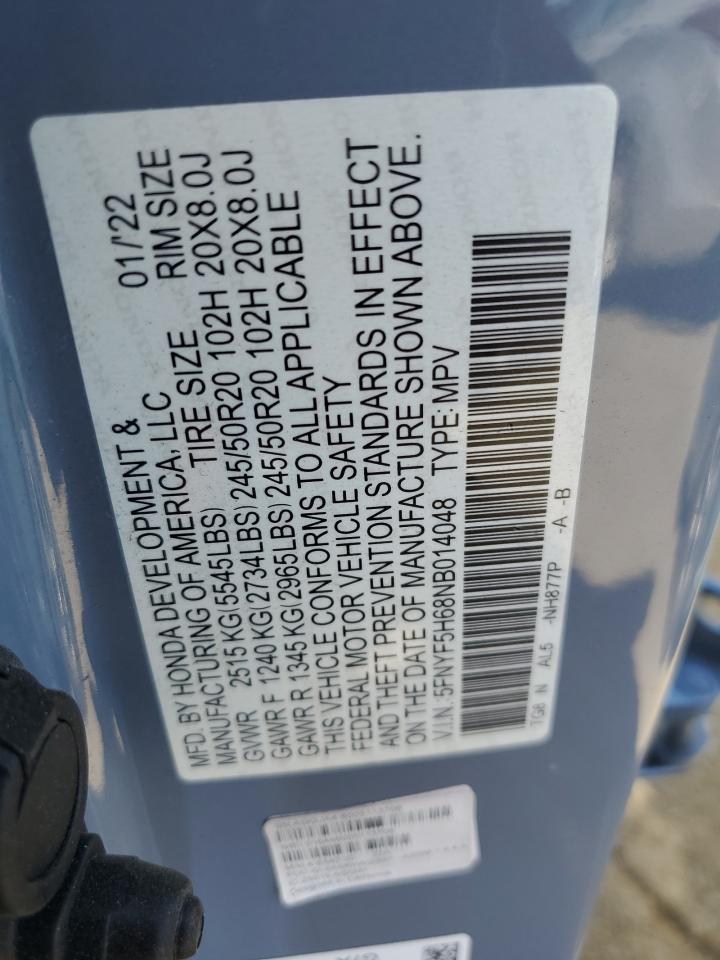 MFD. BY HONDA DEVELOPMENT & 01/'22
MANUFACTURING OF AMERICA, LLC
TIRE SIZE RIM SIZE
GVWR 2515 KG(5545LBS)
GAWR F 1240 KG(2734LBS) 245/50R20 102H 20X8.0J
GAWR R 1345 KG(2965LBS) 245/50R20 102H 20X8.0J
THIS VEHICLE CONFORMS TO ALL APPLICABLE
FEDERAL MOTOR VEHICLE SAFETY
AND THEFT PREVENTION STANDARDS IN EFFECT
ON THE DATE OF MANUFACTURE SHOWN ABOVE.
V.I.N.:5FNYF5H68NB014048 TYPE: MPV
TG8 N AL5 -NH877P -A -B